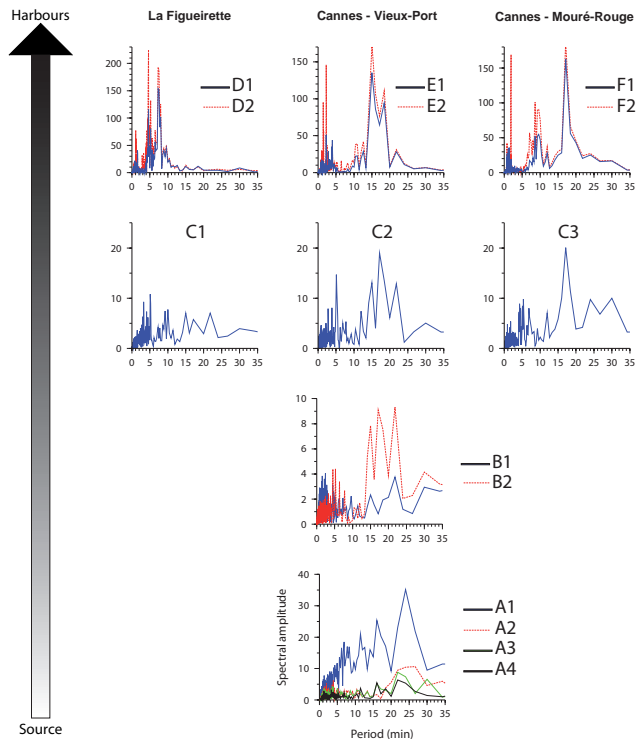 Harbours
La Figueirette
Cannes - Vieux-Port
Cannes - Mouré-Rouge
200
150
100
50
0
D1
D2
0 5 10 15 20 25 30 35
150
100
50
0
E1
E2
0 5 10 15 20 25 30 35
150
100
50
0
F1
F2
0 5 10 15 20 25 30 35
C1
20
10
0
0 5 10 15 20 25 30 35
C2
20
10
0
0 5 10 15 20 25 30 35
C3
20
10
0
0 5 10 15 20 25 30 35
10
8
6
4
2
0
B1
B2
0 5 10 15 20 25 30 35
Spectral amplitude
40
30
20
10
0
A1
A2
A3
A4
0 5 10 15 20 25 30 35
Period (min)
Source